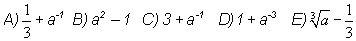 A) 1/3 + a⁻¹ B) a² − 1 C) 3 + a⁻¹ D) 1 + a⁻³ E) ∛a − 1/3